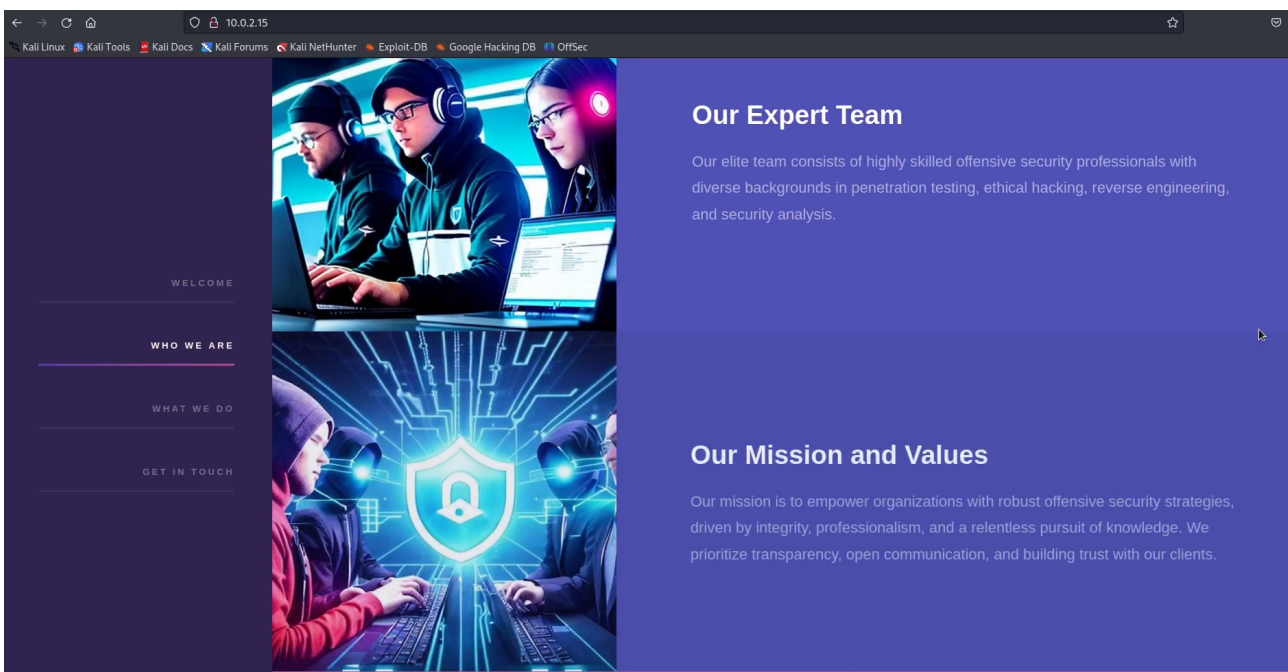 10.0.2.15
Kali Linux Kali Tools Kali Docs Kali Forums Kali NetHunter Exploit-DB Google Hacking DB OffSec
WELCOME
WHO WE ARE
WHAT WE DO
GET IN TOUCH
Our Expert Team
Our elite team consists of highly skilled offensive security professionals with
diverse backgrounds in penetration testing, ethical hacking, reverse engineering,
and security analysis.
Our Mission and Values
Our mission is to empower organizations with robust offensive security strategies,
driven by integrity, professionalism, and a relentless pursuit of knowledge. We
prioritize transparency, open communication, and building trust with our clients.